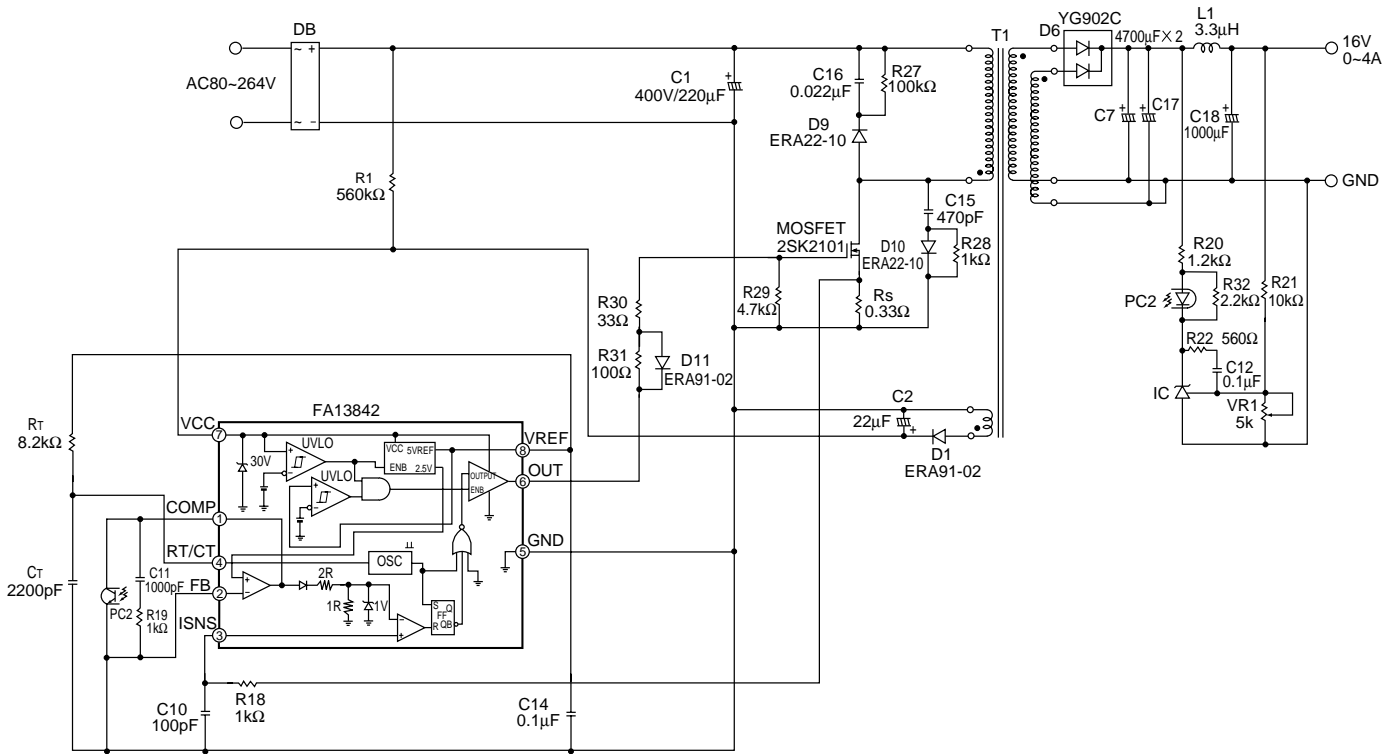 DB
AC80~264V
~ +
~ -
C1
400V/220µF
+
C16
0.022µF
R27
100kΩ
D9
ERA22-10
T1
D6
YG902C
4700µF×2
L1
3.3µH
16V
0~4A
C7
+
C17
+
C18
1000µF
+
GND
R1
560kΩ
C15
470pF
MOSFET
2SK2101
D10
ERA22-10
R28
1kΩ
R29
4.7kΩ
Rs
0.33Ω
R20
1.2kΩ
PC2
R32
2.2kΩ
R21
10kΩ
R22 560Ω
C12
0.1µF
IC
VR1
5k
R30
33Ω
R31
100Ω
D11
ERA91-02
C2
22µF
+
D1
ERA91-02
RT
8.2kΩ
CT
2200pF
FA13842
VCC
7
30V
UVLO
+
-
UVLO
+
-
VCC 5VREF
ENB 2.5V
OUTPUT
ENB
VREF
8
OUT
6
GND
5
COMP
1
RT/CT
4
OSC
FB
2
+
-
2R
1R
1V
-
+
S Q
FF
R QB
ISNS
3
PC2
C11
1000pF
R19
1kΩ
C10
100pF
R18
1kΩ
C14
0.1µF